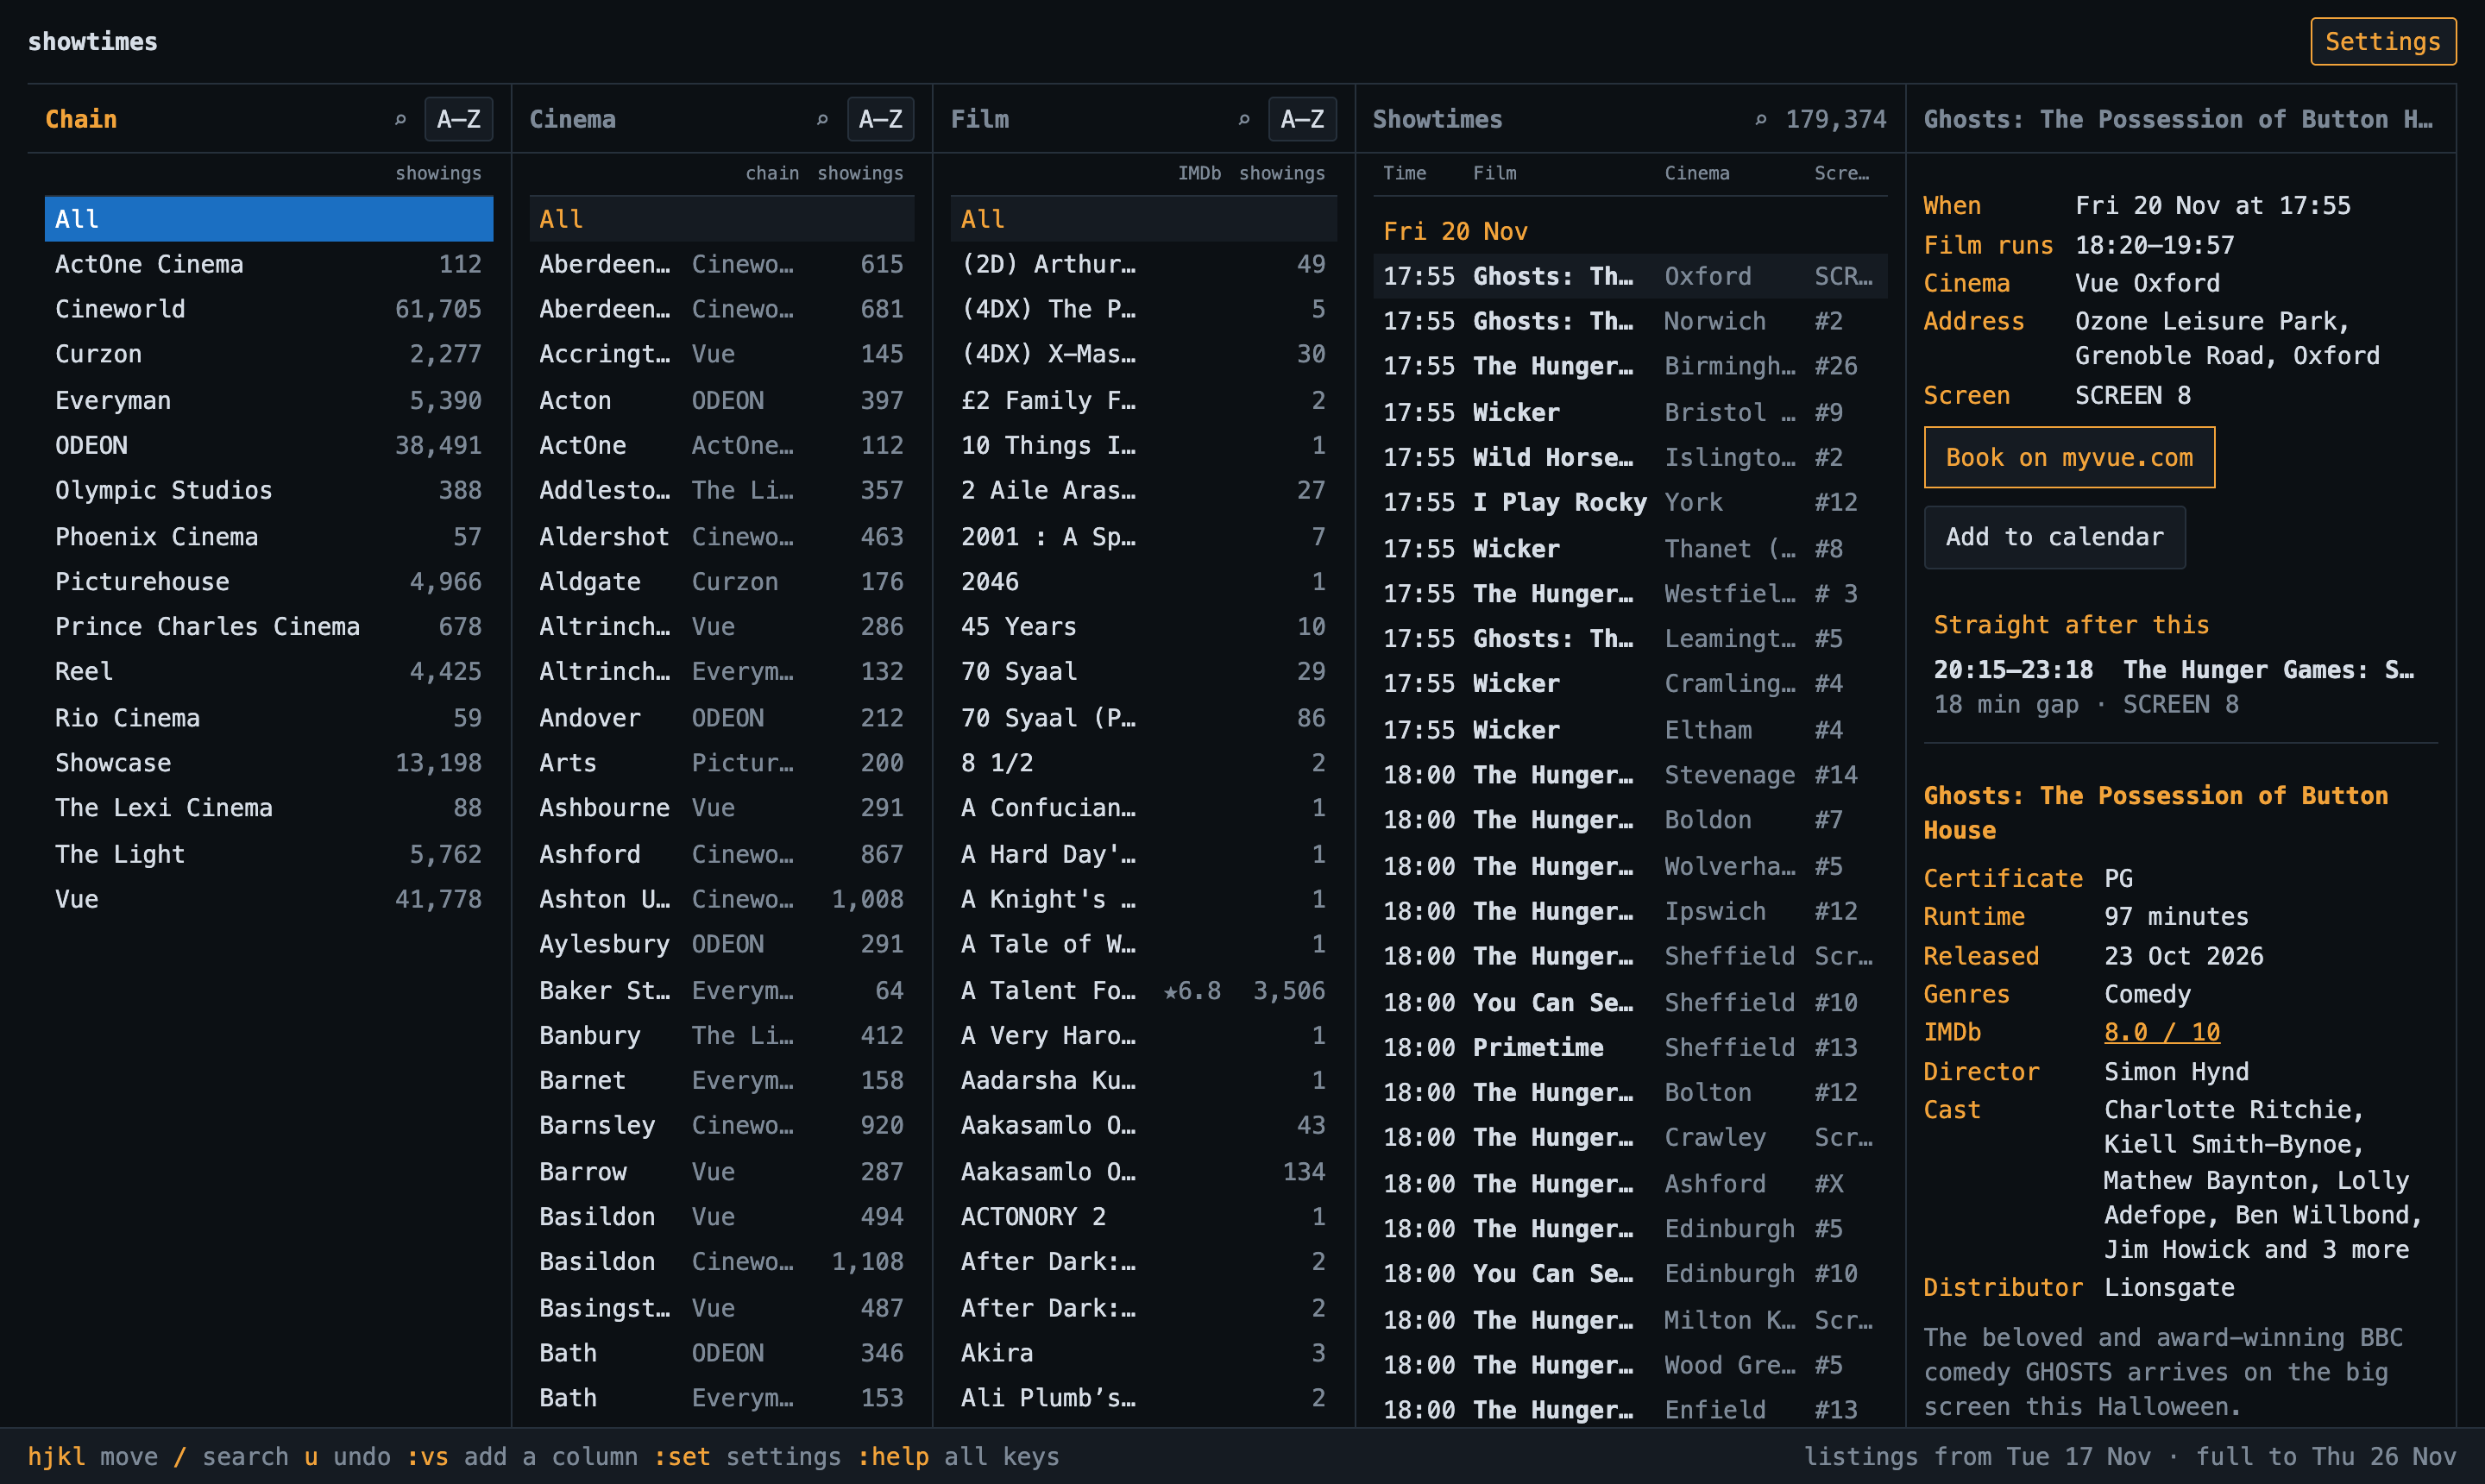 showtimes
Settings
Chain ⌕ A–Z
showings
All
ActOne Cinema 112
Cineworld 61,705
Curzon 2,277
Everyman 5,390
ODEON 38,491
Olympic Studios 388
Phoenix Cinema 57
Picturehouse 4,966
Prince Charles Cinema 678
Reel 4,425
Rio Cinema 59
Showcase 13,198
The Lexi Cinema 88
The Light 5,762
Vue 41,778
Cinema ⌕ A–Z
chain showings
All
Aberdeen… Cinewo… 615
Aberdeen… Cinewo… 681
Accringt… Vue 145
Acton ODEON 397
ActOne ActOne… 112
Addlesto… The Li… 357
Aldershot Cinewo… 463
Aldgate Curzon 176
Altrinch… Vue 286
Altrinch… Everym… 132
Andover ODEON 212
Arts Pictur… 200
Ashbourne Vue 291
Ashford Cinewo… 867
Ashton U… Cinewo… 1,008
Aylesbury ODEON 291
Baker St… Everym… 64
Banbury The Li… 412
Barnet Everym… 158
Barnsley Cinewo… 920
Barrow Vue 287
Basildon Vue 494
Basildon Cinewo… 1,108
Basingst… Vue 487
Bath ODEON 346
Bath Everym… 153
Film ⌕ A–Z
IMDb showings
All
(2D) Arthur… 49
(4DX) The P… 5
(4DX) X-Mas… 30
£2 Family F… 2
10 Things I… 1
2 Aile Aras… 27
2001 : A Sp… 7
2046 1
45 Years 10
70 Syaal 29
70 Syaal (P… 86
8 1/2 2
A Confucian… 1
A Hard Day'… 1
A Knight's … 1
A Tale of W… 1
A Talent Fo… ★6.8 3,506
A Very Haro… 1
Aadarsha Ku… 1
Aakasamlo O… 43
Aakasamlo O… 134
ACTONORY 2 1
After Dark:… 2
After Dark:… 2
Akira 3
Ali Plumb’s… 2
Showtimes ⌕ 179,374
Time Film Cinema Scre…
Fri 20 Nov
17:55 Ghosts: Th… Oxford SCR…
17:55 Ghosts: Th… Norwich #2
17:55 The Hunger… Birmingh… #26
17:55 Wicker Bristol … #9
17:55 Wild Horse… Islingto… #2
17:55 I Play Rocky York #12
17:55 Wicker Thanet (… #8
17:55 The Hunger… Westfiel… # 3
17:55 Ghosts: Th… Leamingt… #5
17:55 Wicker Cramling… #4
17:55 Wicker Eltham #4
18:00 The Hunger… Stevenage #14
18:00 The Hunger… Boldon #7
18:00 The Hunger… Wolverha… #5
18:00 The Hunger… Ipswich #12
18:00 The Hunger… Sheffield Scr…
18:00 You Can Se… Sheffield #10
18:00 Primetime Sheffield #13
18:00 The Hunger… Bolton #12
18:00 The Hunger… Crawley Scr…
18:00 The Hunger… Ashford #X
18:00 The Hunger… Edinburgh #5
18:00 You Can Se… Edinburgh #10
18:00 The Hunger… Milton K… Scr…
18:00 The Hunger… Wood Gre… #5
18:00 The Hunger… Enfield #13
Ghosts: The Possession of Button H…
When Fri 20 Nov at 17:55
Film runs 18:20–19:57
Cinema Vue Oxford
Address Ozone Leisure Park,
Grenoble Road, Oxford
Screen SCREEN 8
Book on myvue.com
Add to calendar
Straight after this
20:15–23:18 The Hunger Games: S…
18 min gap · SCREEN 8
Ghosts: The Possession of Button
House
Certificate PG
Runtime 97 minutes
Released 23 Oct 2026
Genres Comedy
IMDb 8.0 / 10
Director Simon Hynd
Cast Charlotte Ritchie,
Kiell Smith-Bynoe,
Mathew Baynton, Lolly
Adefope, Ben Willbond,
Jim Howick and 3 more
Distributor Lionsgate
The beloved and award-winning BBC
comedy GHOSTS arrives on the big
screen this Halloween.
hjkl move / search u undo :vs add a column :set settings :help all keys
listings from Tue 17 Nov · full to Thu 26 Nov